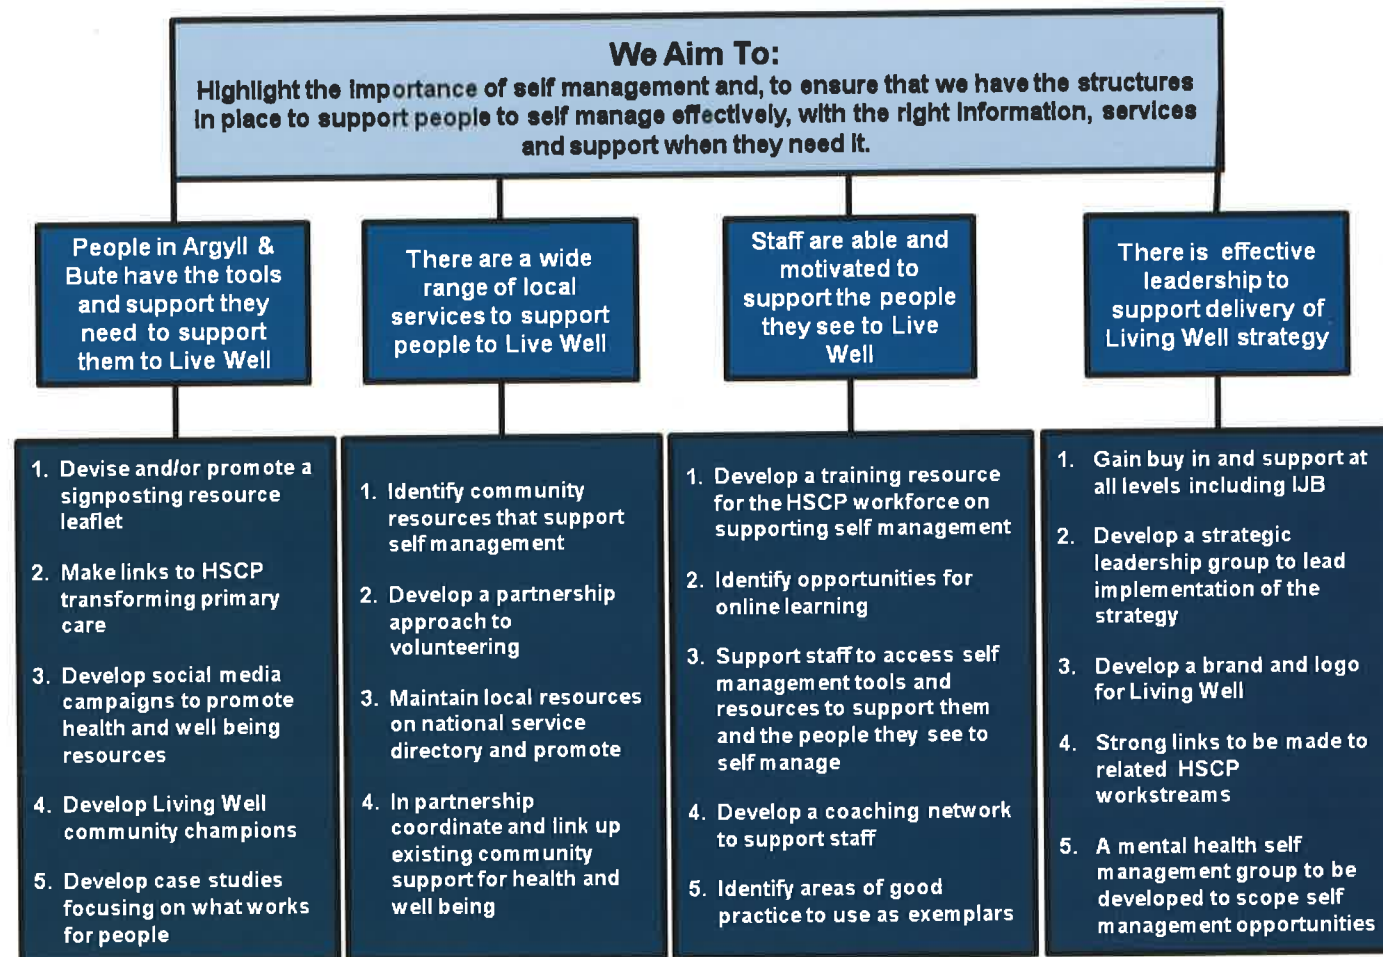 We Aim To:
Highlight the importance of self management and, to ensure that we have the structures
in place to support people to self manage effectively, with the right information, services
and support when they need it.
People in Argyll &
Bute have the tools
and support they
need to support
them to Live Well
There are a wide
range of local
services to support
people to Live Well
Staff are able and
motivated to
support the people
they see to Live
Well
There is effective
leadership to
support delivery of
Living Well strategy
1. Devise and/or promote a
signposting resource
leaflet
2. Make links to HSCP
transforming primary
care
3. Develop social media
campaigns to promote
health and well being
resources
4. Develop Living Well
community champions
5. Develop case studies
focusing on what works
for people
1. Identify community
resources that support
self management
2. Develop a partnership
approach to
volunteering
3. Maintain local resources
on national service
directory and promote
4. In partnership
coordinate and link up
existing community
support for health and
well being
1. Develop a training resource
for the HSCP workforce on
supporting self management
2. Identify opportunities for
online learning
3. Support staff to access self
management tools and
resources to support them
and the people they see to
self manage
4. Develop a coaching network
to support staff
5. Identify areas of good
practice to use as exemplars
1. Gain buy in and support at
all levels including IJB
2. Develop a strategic
leadership group to lead
implementation of the
strategy
3. Develop a brand and logo
for Living Well
4. Strong links to be made to
related HSCP
workstreams
5. A mental health self
management group to be
developed to scope self
management opportunities